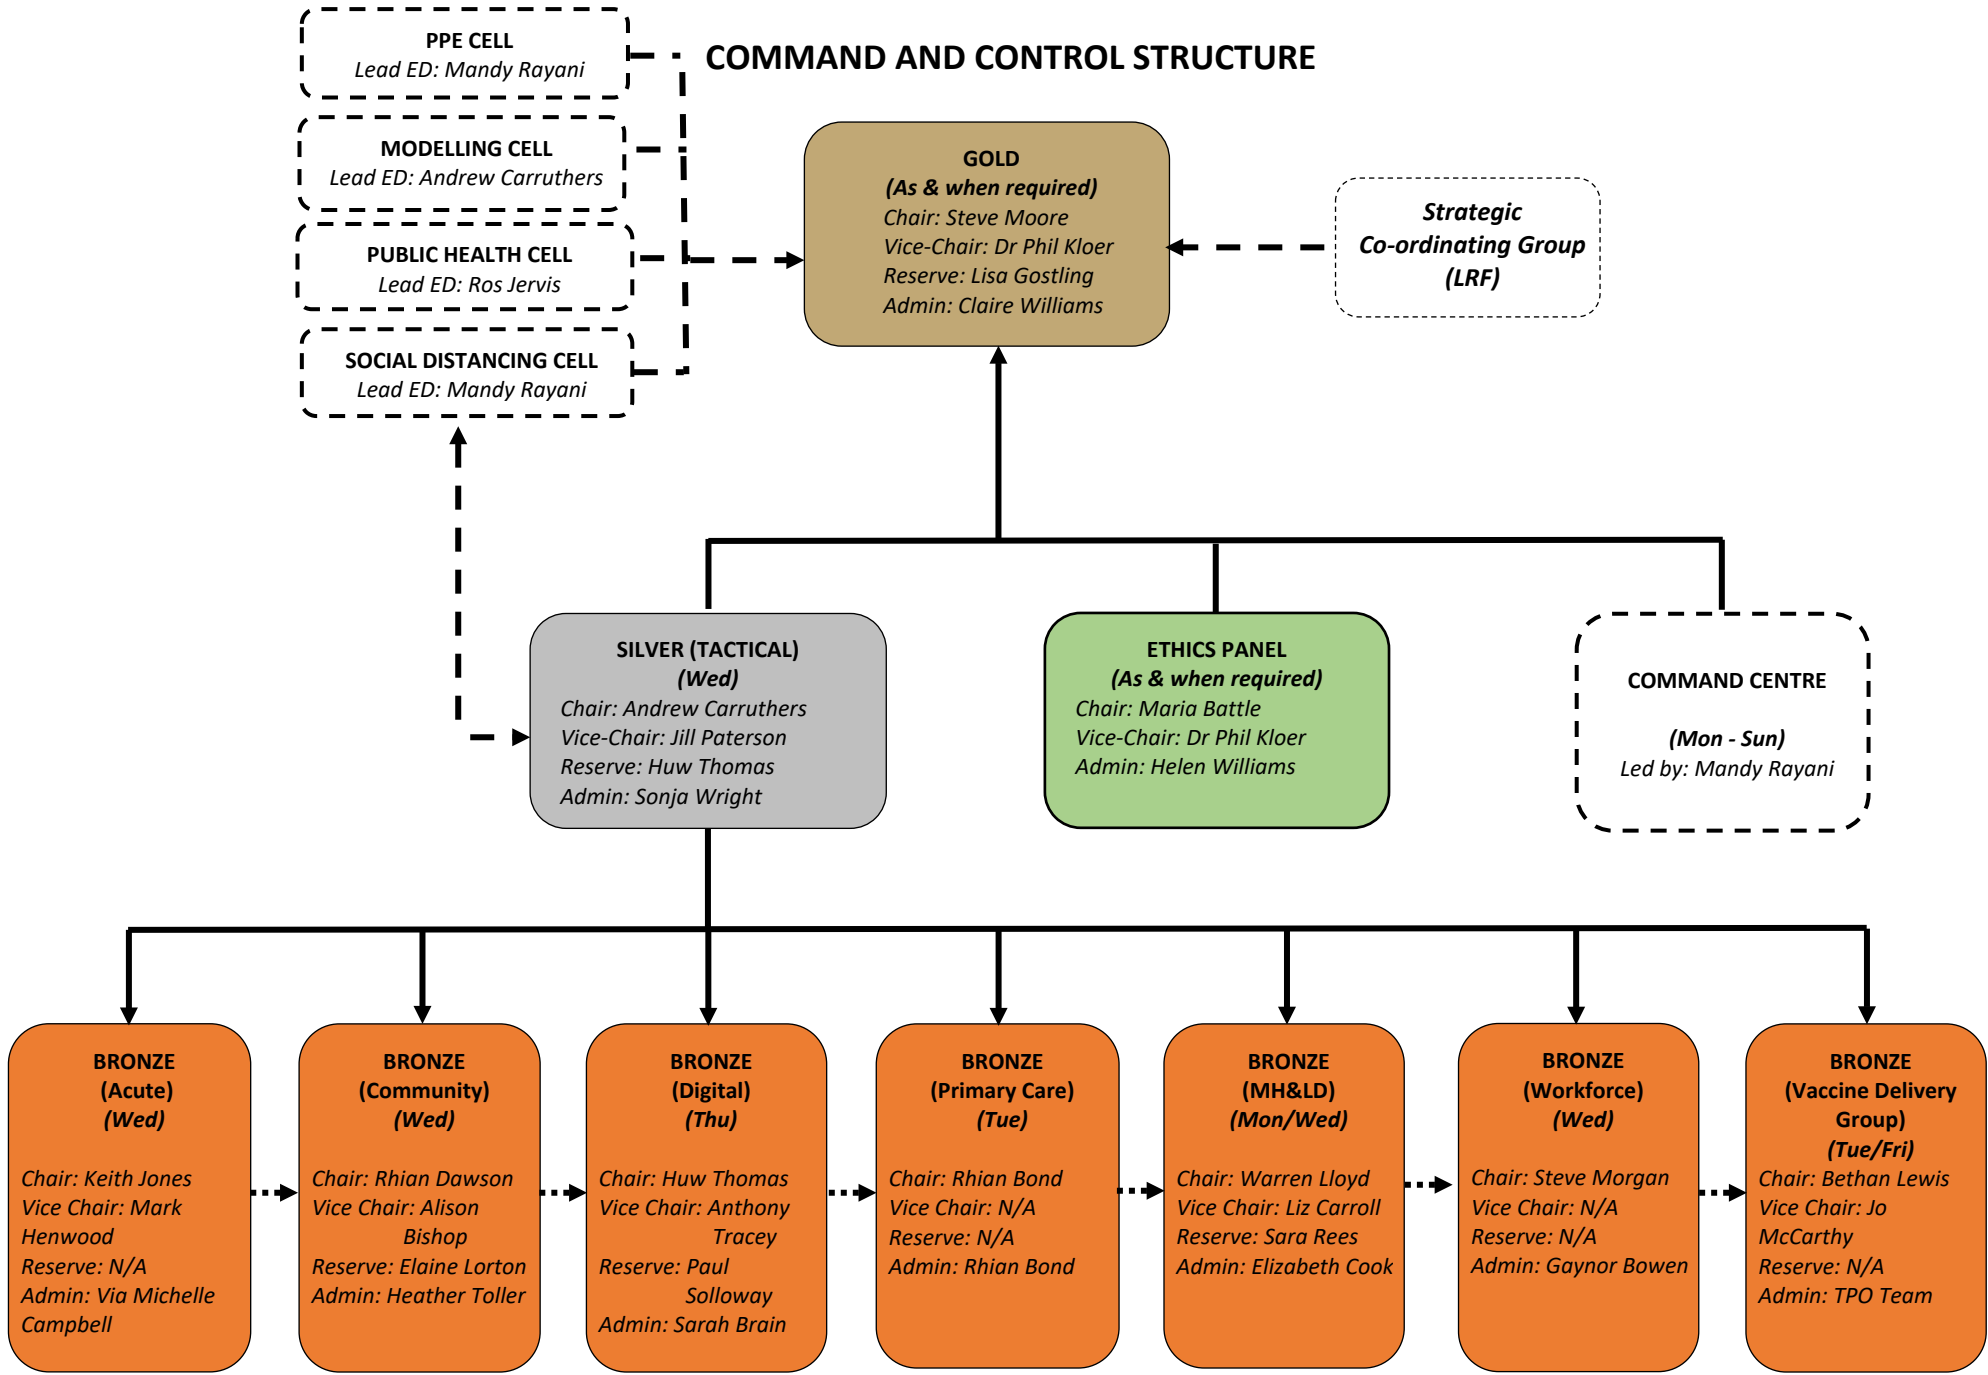 PPE CELL
Lead ED: Mandy Rayani
COMMAND AND CONTROL STRUCTURE
MODELLING CELL
Lead ED: Andrew Carruthers
PUBLIC HEALTH CELL
Lead ED: Ros Jervis
SOCIAL DISTANCING CELL
Lead ED: Mandy Rayani
GOLD
(As & when required)
Chair: Steve Moore
Vice-Chair: Dr Phil Kloer
Reserve: Lisa Gostling
Admin: Claire Williams
Strategic
Co-ordinating Group
(LRF)
SILVER (TACTICAL)
(Wed)
Chair: Andrew Carruthers
Vice-Chair: Jill Paterson
Reserve: Huw Thomas
Admin: Sonja Wright
ETHICS PANEL
(As & when required)
Chair: Maria Battle
Vice-Chair: Dr Phil Kloer
Admin: Helen Williams
COMMAND CENTRE
(Mon - Sun)
Led by: Mandy Rayani
BRONZE
(Acute)
(Wed)
Chair: Keith Jones
Vice Chair: Mark
Henwood
Reserve: N/A
Admin: Via Michelle
Campbell
BRONZE
(Community)
(Wed)
Chair: Rhian Dawson
Vice Chair: Alison
Bishop
Reserve: Elaine Lorton
Admin: Heather Toller
BRONZE
(Digital)
(Thu)
Chair: Huw Thomas
Vice Chair: Anthony
Tracey
Reserve: Paul
Solloway
Admin: Sarah Brain
BRONZE
(Primary Care)
(Tue)
Chair: Rhian Bond
Vice Chair: N/A
Reserve: N/A
Admin: Rhian Bond
BRONZE
(MH&LD)
(Mon/Wed)
Chair: Warren Lloyd
Vice Chair: Liz Carroll
Reserve: Sara Rees
Admin: Elizabeth Cook
BRONZE
(Workforce)
(Wed)
Chair: Steve Morgan
Vice Chair: N/A
Reserve: N/A
Admin: Gaynor Bowen
BRONZE
(Vaccine Delivery
Group)
(Tue/Fri)
Chair: Bethan Lewis
Vice Chair: Jo
McCarthy
Reserve: N/A
Admin: TPO Team